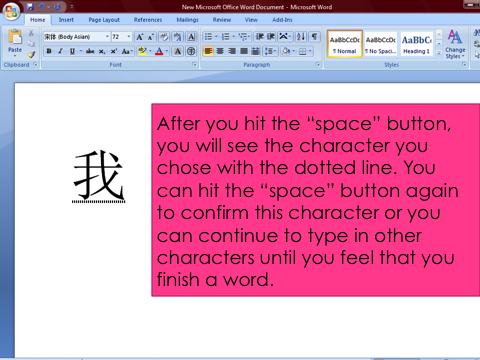 New Microsoft Office Word Document - Microsoft Word
Home Insert Page Layout References Mailings Review View Add-Ins
Paste
宋体 (Body Asian) 72
AaBbCcDc AaBbCcDc AaBbC
¶ Normal ¶ No Spaci... Heading 1
Change
Styles
Clipboard Font Paragraph Styles
我
After you hit the “space” button,
you will see the character you
chose with the dotted line. You
can hit the “space” button again
to confirm this character or you
can continue to type in other
characters until you feel that you
finish a word.